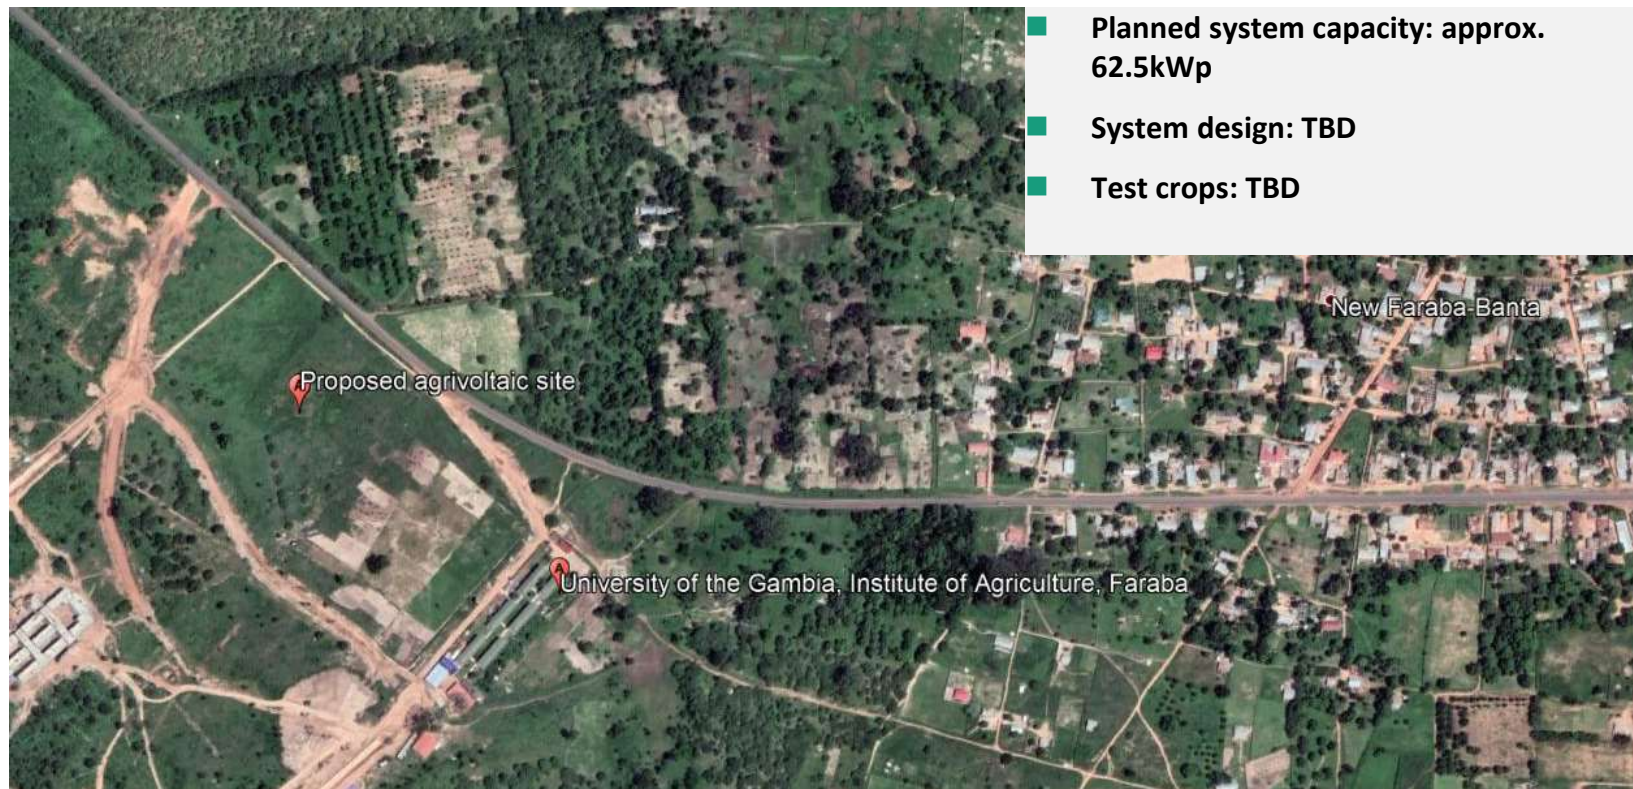 Planned system capacity: approx.
62.5kWp
System design: TBD
Test crops: TBD
New Faraba-Banta
Proposed agrivoltaic site
A
University of the Gambia, Institute of Agriculture, Faraba